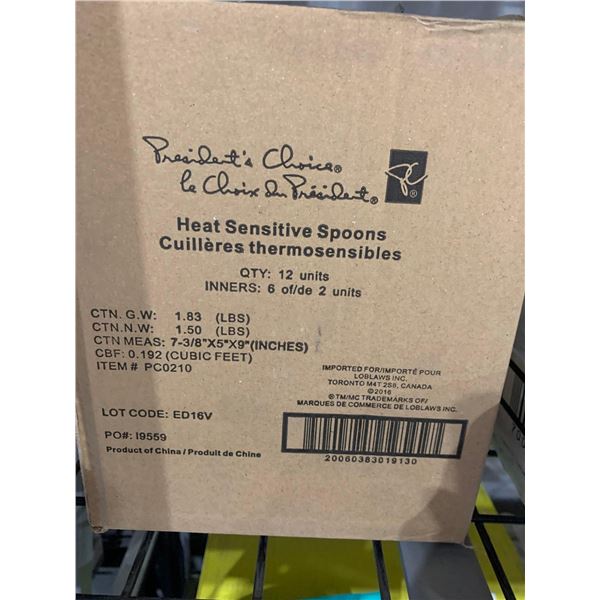 President's Choice®
le Choix du Président®
PC®
Heat Sensitive Spoons
Cuillères thermosensibles
QTY: 12 units
INNERS: 6 of/de 2 units
CTN. G.W: 1.83 (LBS)
CTN.N.W: 1.50 (LBS)
CTN MEAS: 7-3/8"X5"X9"(INCHES)
CBF: 0.192 (CUBIC FEET)
ITEM # PC0210
IMPORTED FOR/IMPORTÉ POUR
LOBLAWS INC.
TORONTO M4T 2S8, CANADA
©2016
®TM/MC TRADEMARKS OF/
MARQUES DE COMMERCE DE LOBLAWS INC.
LOT CODE: ED16V
PO#: I9559
Product of China / Produit de Chine
20060383019130